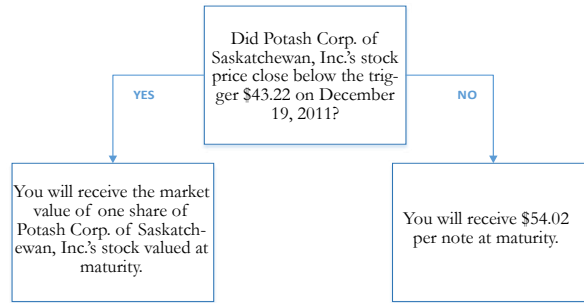 Did Potash Corp. of
Saskatchewan, Inc.'s stock
price close below the trig-
ger $43.22 on December
19, 2011?
YES
NO
You will receive the market
value of one share of
Potash Corp. of Saskatch-
ewan, Inc.'s stock valued at
maturity.
You will receive $54.02
per note at maturity.